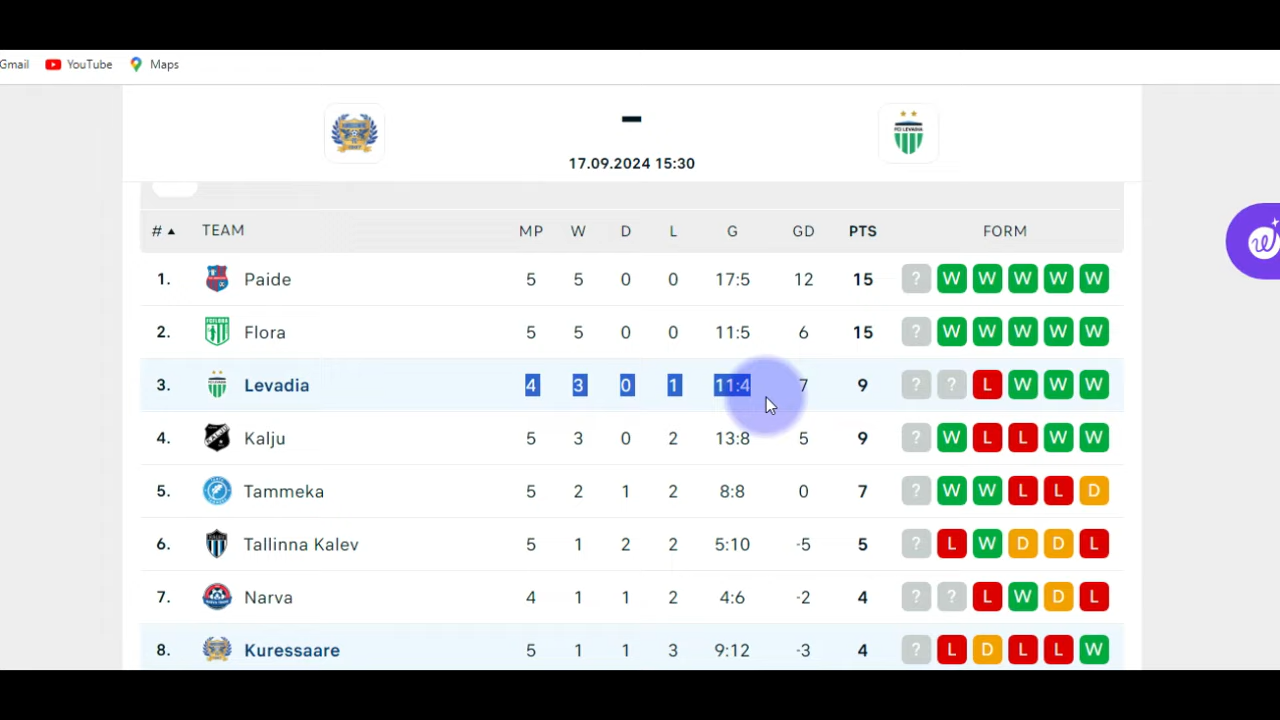 Gmail YouTube Maps
17.09.2024 15:30
# TEAM MP W D L G GD PTS FORM
1. Paide 5 5 0 0 17:5 12 15 ? W W W W W
2. Flora 5 5 0 0 11:5 6 15 ? W W W W W
3. Levadia 4 3 0 1 11:4 7 9 ? ? L W W W
4. Kalju 5 3 0 2 13:8 5 9 ? W L L W W
5. Tammeka 5 2 1 2 8:8 0 7 ? W W L L D
6. Tallinna Kalev 5 1 2 2 5:10 -5 5 ? L W D D L
7. Narva 4 1 1 2 4:6 -2 4 ? ? L W D L
8. Kuressaare 5 1 1 3 9:12 -3 4 ? L D L L W